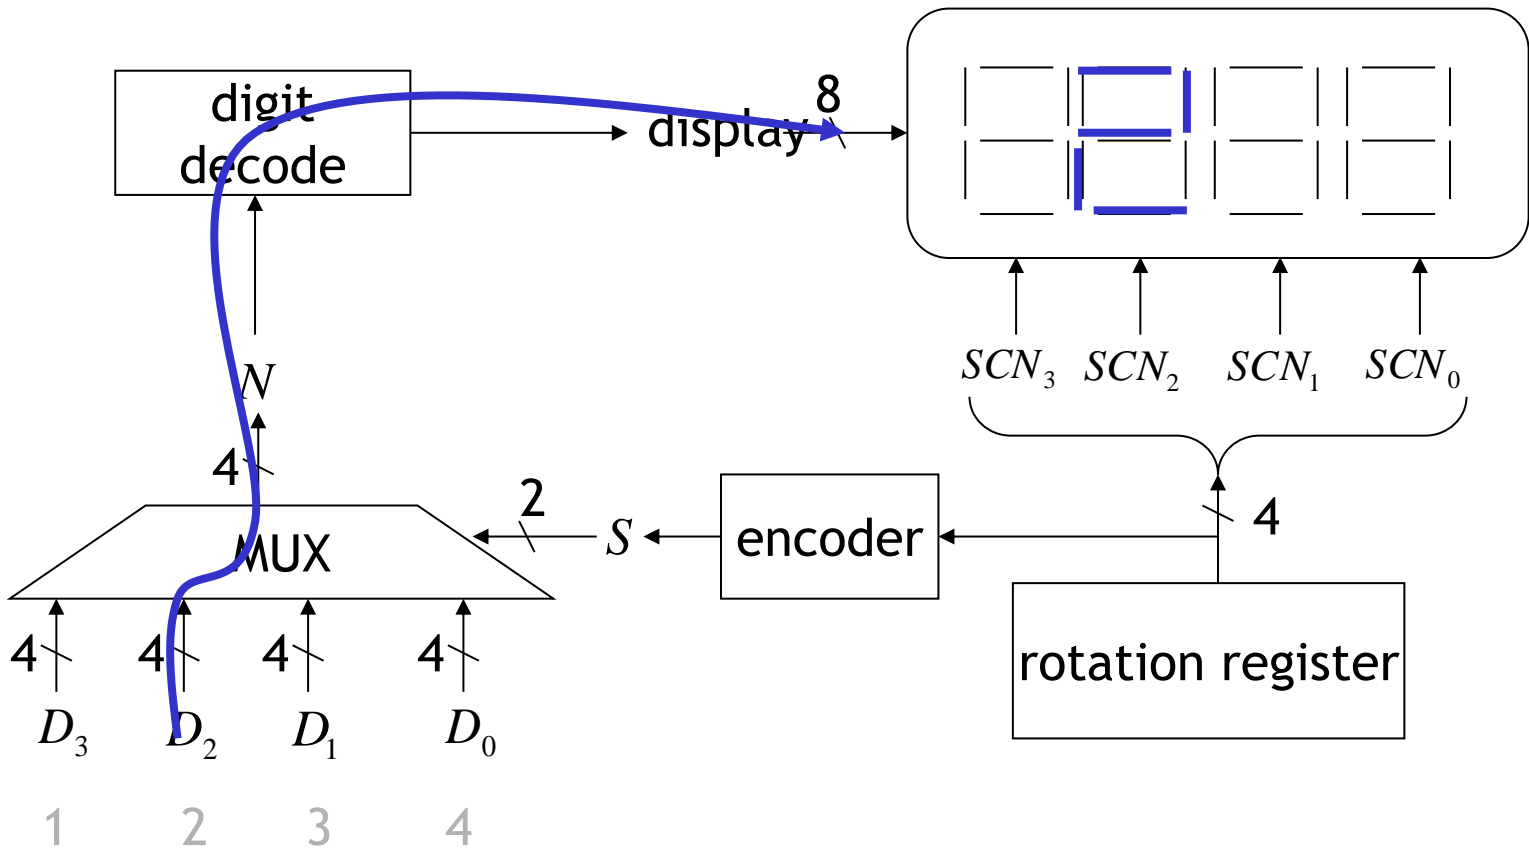 digit
decode
display
8
N
4
MUX
2
S
encoder
SCN₃ SCN₂ SCN₁ SCN₀
4
rotation register
4 4 4 4
D₃ D₂ D₁ D₀
1 2 3 4